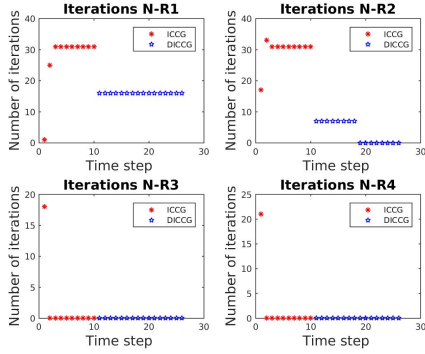 Iterations N-R1
Number of iterations
40
30
20
10
0
0 10 20 30
Time step
ICCG
DICCG
Iterations N-R2
Number of iterations
40
30
20
10
0
0 10 20 30
Time step
ICCG
DICCG
Iterations N-R3
Number of iterations
20
15
10
5
0
0 10 20 30
Time step
ICCG
DICCG
Iterations N-R4
Number of iterations
25
20
15
10
5
0
0 10 20 30
Time step
ICCG
DICCG